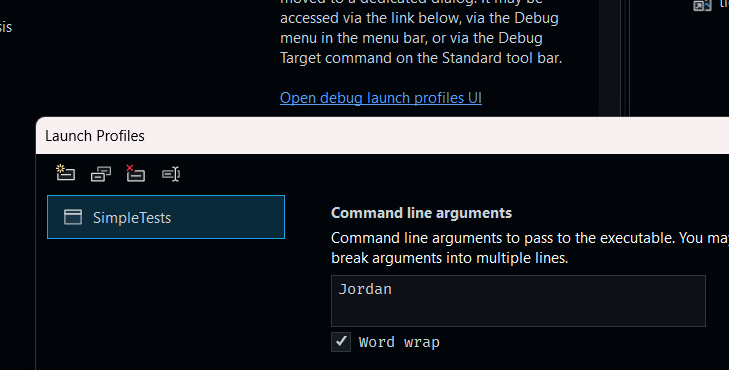 moved to a dedicated dialog. It may be
accessed via the link below, via the Debug
menu in the menu bar, or via the Debug
Target command on the Standard tool bar.
sis
Open debug launch profiles UI
Launch Profiles
SimpleTests
Command line arguments
Command line arguments to pass to the executable. You may
break arguments into multiple lines.
Jordan
Word wrap